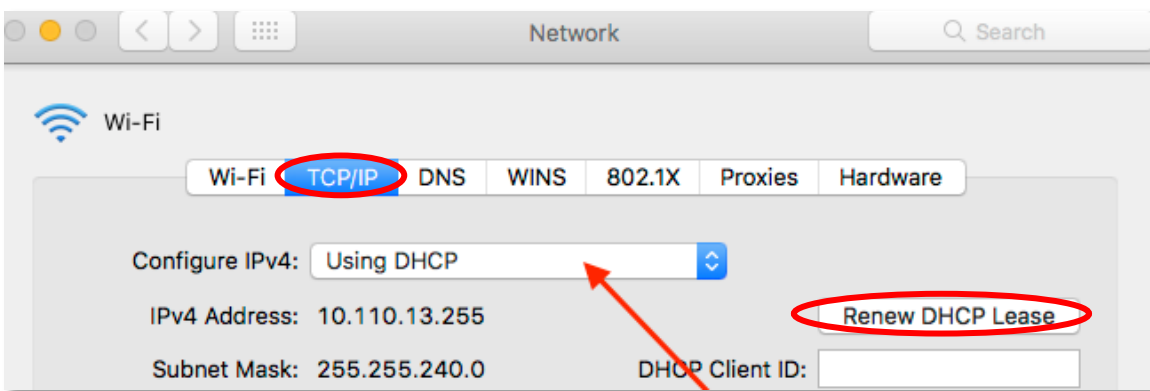 Network
Search
Wi-Fi
Wi-Fi TCP/IP DNS WINS 802.1X Proxies Hardware
Configure IPv4: Using DHCP
IPv4 Address: 10.110.13.255 Renew DHCP Lease
Subnet Mask: 255.255.240.0 DHCP Client ID: